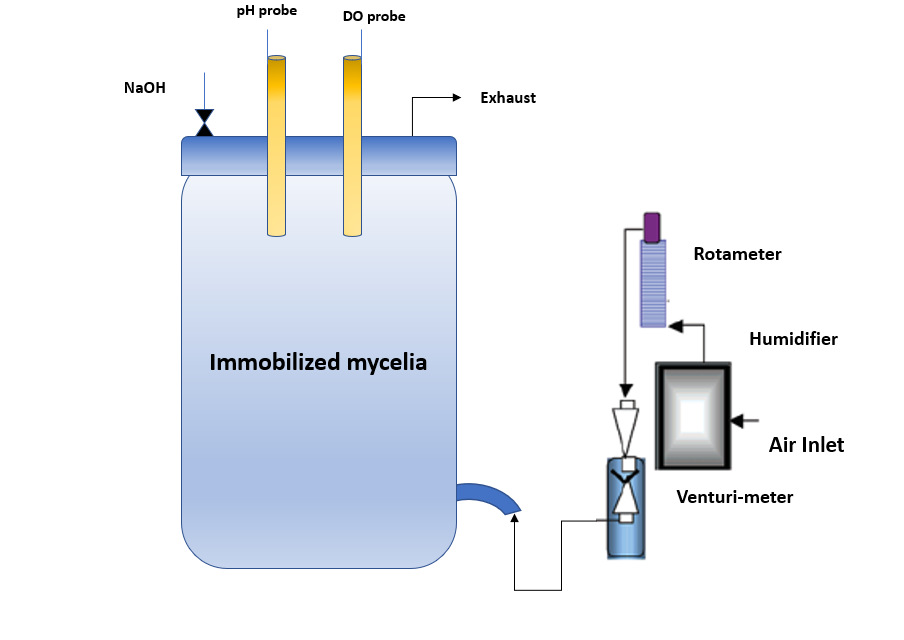 pH probe
DO probe
NaOH
Exhaust
Rotameter
Humidifier
Immobilized mycelia
Air Inlet
Venturi-meter